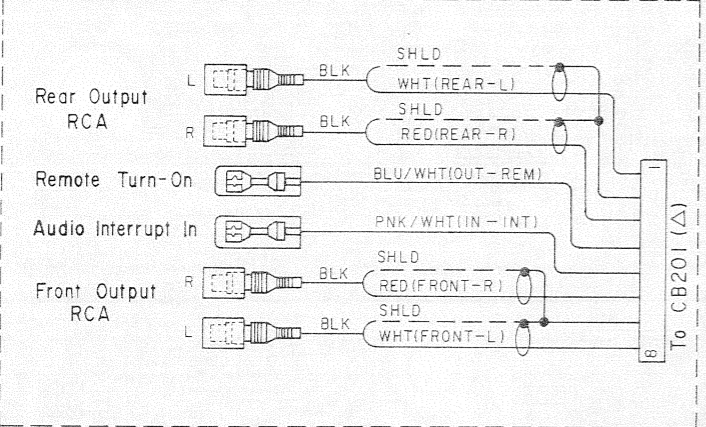 Rear Output
RCA
L
BLK
SHLD
WHT(REAR-L)
R
BLK
SHLD
RED(REAR-R)
Remote Turn-On
BLU/WHT(OUT-REM)
Audio Interrupt In
PNK/WHT(IN-INT)
Front Output
RCA
R
BLK
SHLD
RED(FRONT-R)
L
BLK
SHLD
WHT(FRONT-L)
1
8
To CB201(△)